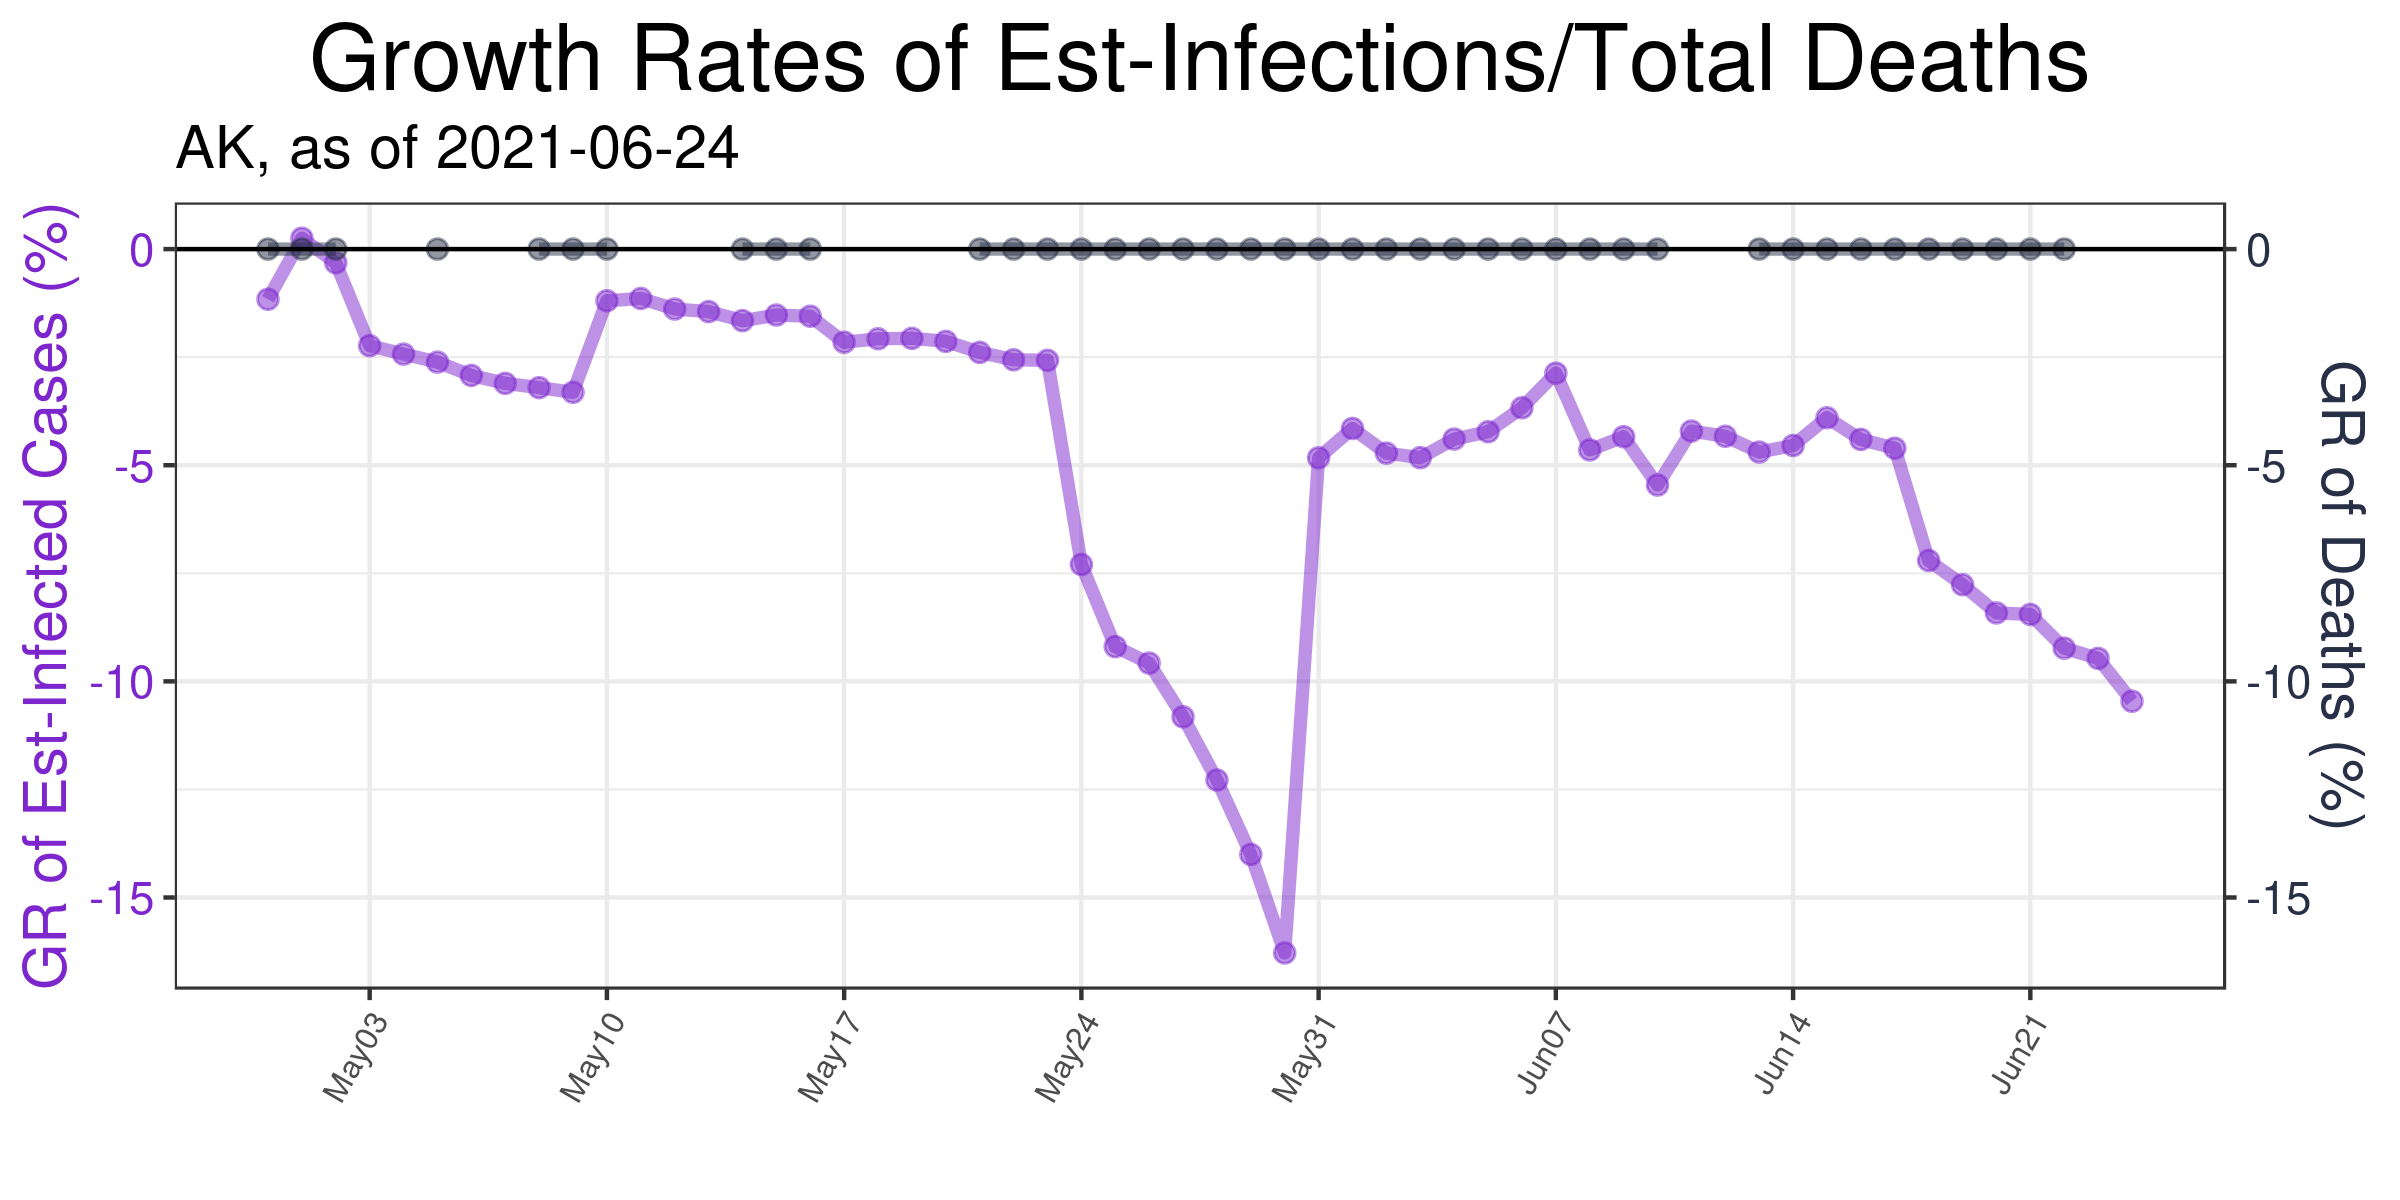 Growth Rates of Est-Infections/Total Deaths
AK, as of 2021-06-24
GR of Est-Infected Cases (%)
0
-5
-10
-15
0
-5
-10
-15
GR of Deaths (%)
May03
May10
May17
May24
May31
Jun07
Jun14
Jun21